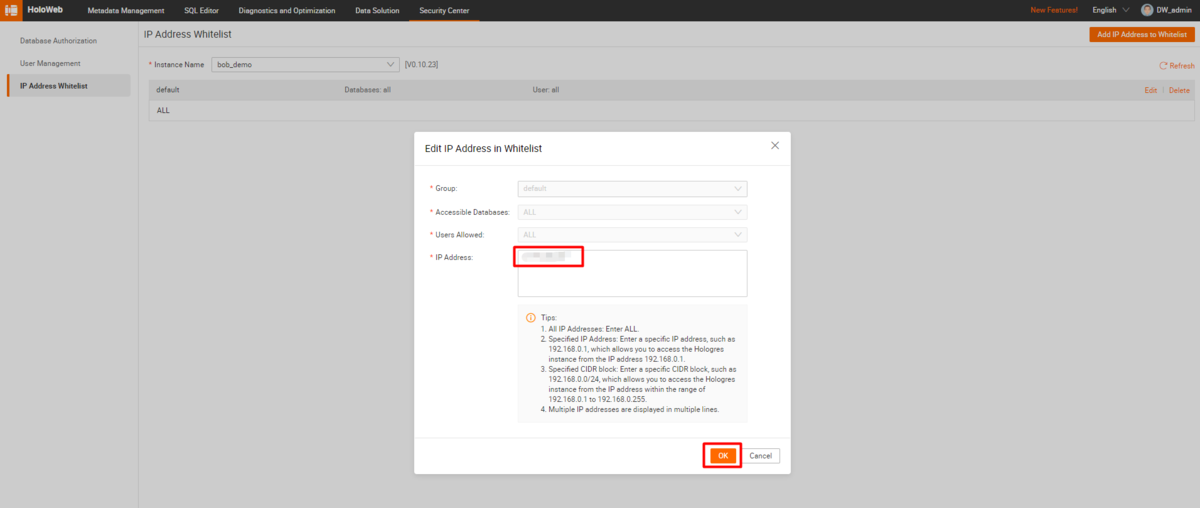 HoloWeb Metadata Management SQL Editor Diagnostics and Optimization Data Solution Security Center New Features! English DW_admin
Database Authorization
User Management
IP Address Whitelist
IP Address Whitelist Add IP Address to Whitelist
* Instance Name bob_demo [V0.10.23] Refresh
default Databases: all User: all Edit | Delete
ALL
Edit IP Address in Whitelist
* Group: default
* Accessible Databases: ALL
* Users Allowed: ALL
* IP Address:
Tips:
1. All IP Addresses: Enter ALL.
2. Specified IP Address: Enter a specific IP address, such as
192.168.0.1, which allows you to access the Hologres
instance from the IP address 192.168.0.1.
3. Specified CIDR block: Enter a specific CIDR block, such as
192.168.0.0/24, which allows you to access the Hologres
instance from the IP address within the range of
192.168.0.1 to 192.168.0.255.
4. Multiple IP addresses are displayed in multiple lines.
OK Cancel